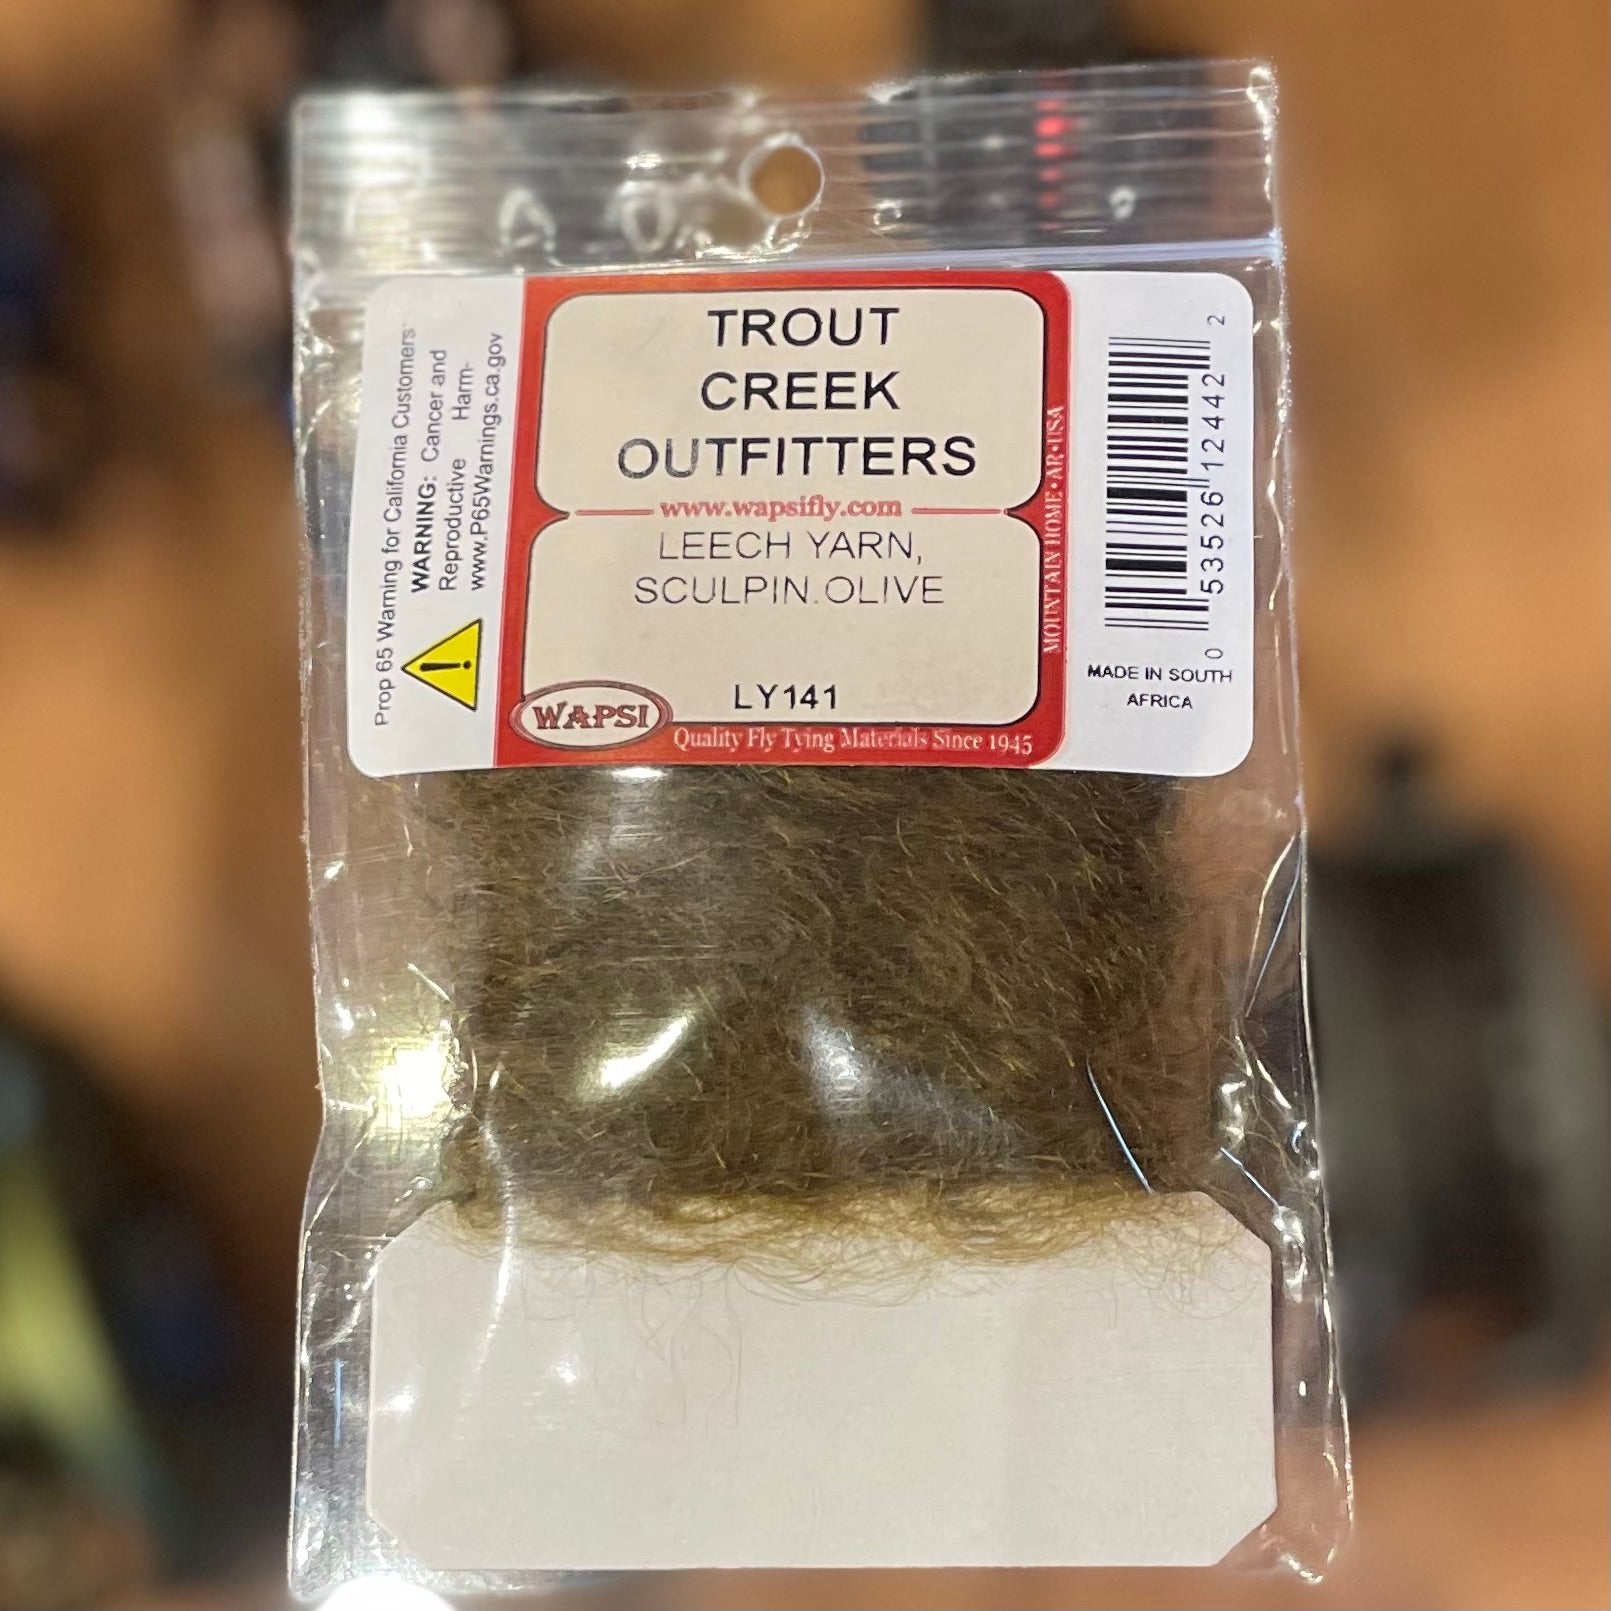 Prop 65 Warning for California Customers
WARNING: Cancer and
Reproductive Harm-
www.P65Warnings.ca.gov
TROUT
CREEK
OUTFITTERS
www.wapsifly.com
LEECH YARN,
SCULPIN.OLIVE
LY141
WAPSI
Quality Fly Tying Materials Since 1945
MOUNTAIN HOME•AR•USA
0 53526 12442 2
MADE IN SOUTH
AFRICA